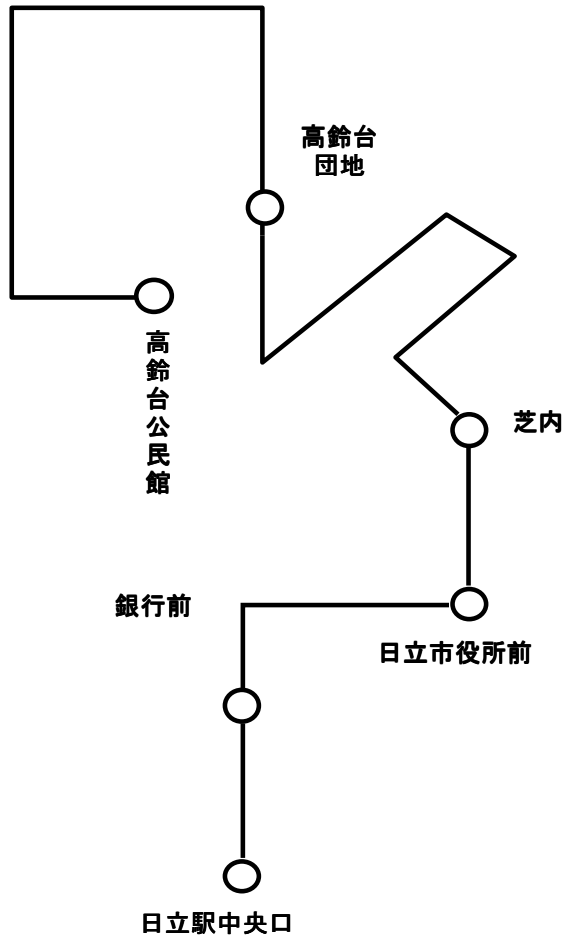 高鈴台
団地
高鈴台公民館
芝内
銀行前
日立市役所前
日立駅中央口